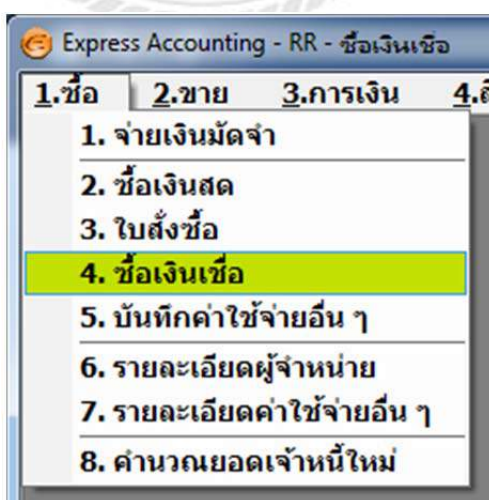 Express Accounting - RR - ซื้อเงินเชื่อ
1.ซื้อ 2.ขาย 3.การเงิน 4.
1. จ่ายเงินมัดจำ
2. ซื้อเงินสด
3. ใบสั่งซื้อ
4. ซื้อเงินเชื่อ
5. บันทึกค่าใช้จ่ายอื่น ๆ
6. รายละเอียดผู้จำหน่าย
7. รายละเอียดค่าใช้จ่ายอื่น ๆ
8. คำนวณยอดเจ้าหนี้ใหม่